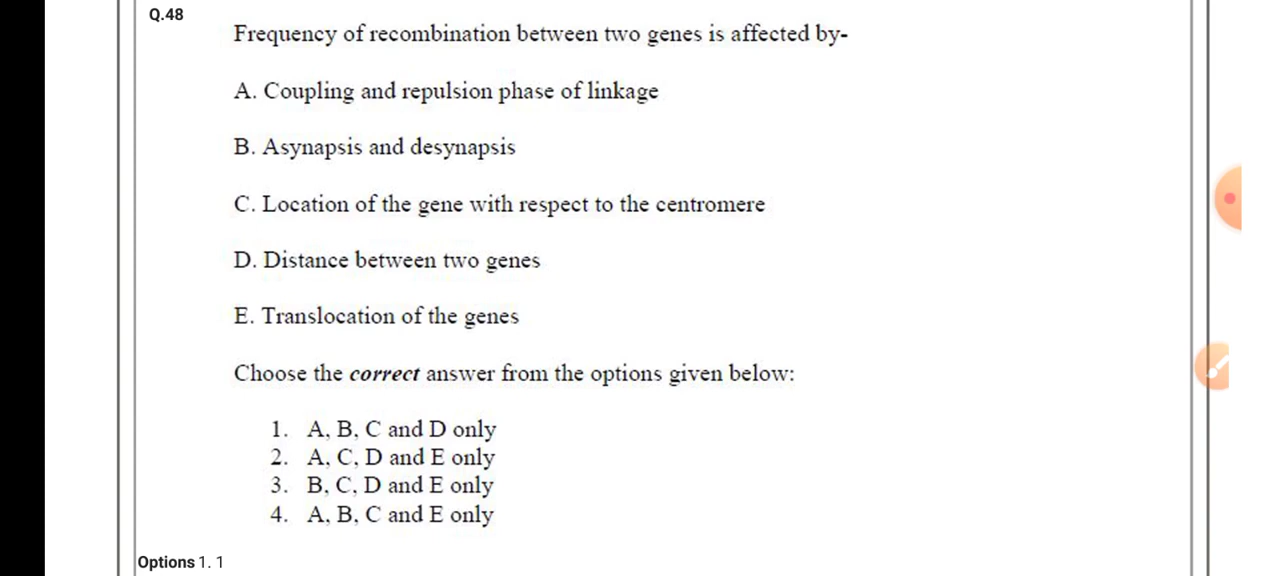 Q.48
Frequency of recombination between two genes is affected by-
A. Coupling and repulsion phase of linkage
B. Asynapsis and desynapsis
C. Location of the gene with respect to the centromere
D. Distance between two genes
E. Translocation of the genes
Choose the correct answer from the options given below:
1. A, B, C and D only
2. A, C, D and E only
3. B, C, D and E only
4. A, B, C and E only
Options 1. 1